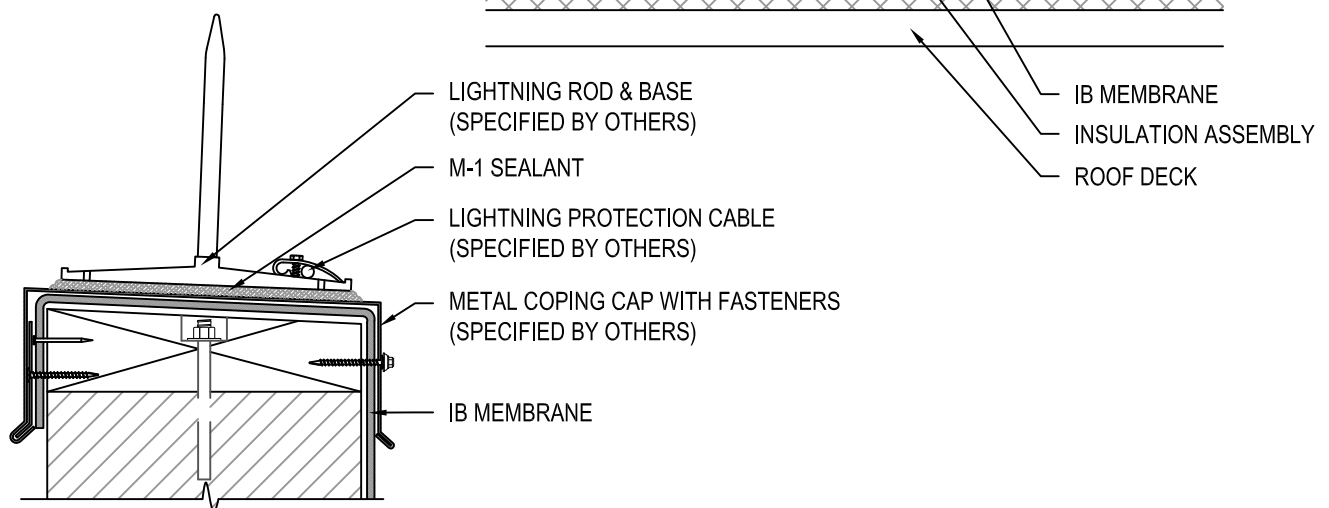 LIGHTNING ROD & BASE
(SPECIFIED BY OTHERS)
M-1 SEALANT
LIGHTNING PROTECTION CABLE
(SPECIFIED BY OTHERS)
METAL COPING CAP WITH FASTENERS
(SPECIFIED BY OTHERS)
IB MEMBRANE
IB MEMBRANE
INSULATION ASSEMBLY
ROOF DECK